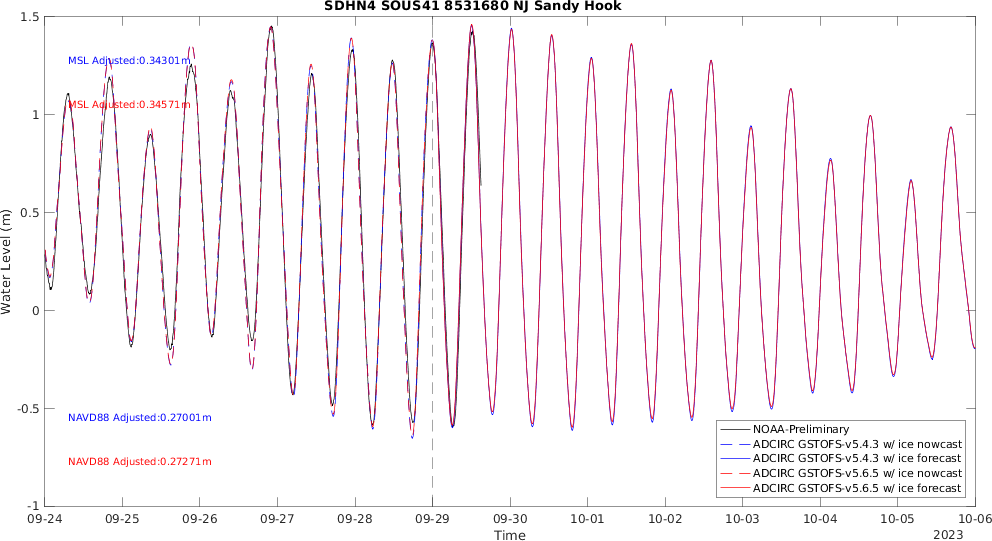 SDHN4 SOUS41 8531680 NJ Sandy Hook
1.5
MSL Adjusted:0.34301m
MSL Adjusted:0.34571m
1
0.5
Water Level (m)
0
-0.5
NAVD88 Adjusted:0.27001m
NAVD88 Adjusted:0.27271m
NOAA-Preliminary
ADCIRC GSTOFS-v5.4.3 w/ ice nowcast
ADCIRC GSTOFS-v5.4.3 w/ ice forecast
ADCIRC GSTOFS-v5.6.5 w/ ice nowcast
ADCIRC GSTOFS-v5.6.5 w/ ice forecast
-1
09-24 09-25 09-26 09-27 09-28 09-29 09-30 10-01 10-02 10-03 10-04 10-05 10-06
Time
2023